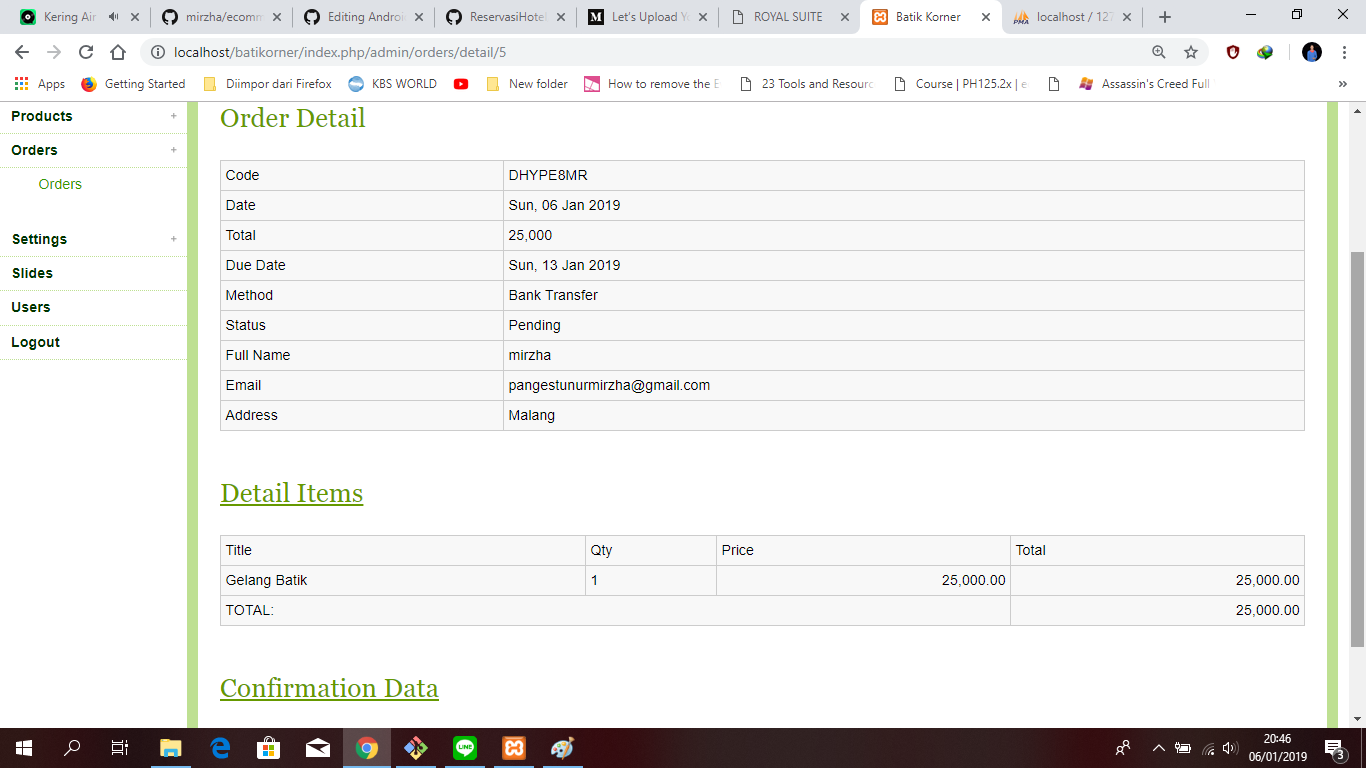 Kering Air
mirzha/ecomm
Editing Androi
ReservasiHotel
Let's Upload Yo
ROYAL SUITE
Batik Korner
localhost / 127
localhost/batikorner/index.php/admin/orders/detail/5
Apps
Getting Started
Diimpor dari Firefox
KBS WORLD
New folder
How to remove the E
23 Tools and Resourc
Course | PH125.2x | e
Assassin's Creed Full
»
Products +
Orders +
Orders
Settings +
Slides
Users
Logout
Order Detail
Code DHYPE8MR
Date Sun, 06 Jan 2019
Total 25,000
Due Date Sun, 13 Jan 2019
Method Bank Transfer
Status Pending
Full Name mirzha
Email pangestunurmirzha@gmail.com
Address Malang
Detail Items
Title Qty Price Total
Gelang Batik 1 25,000.00 25,000.00
TOTAL: 25,000.00
Confirmation Data
LINE
20:46
06/01/2019
3